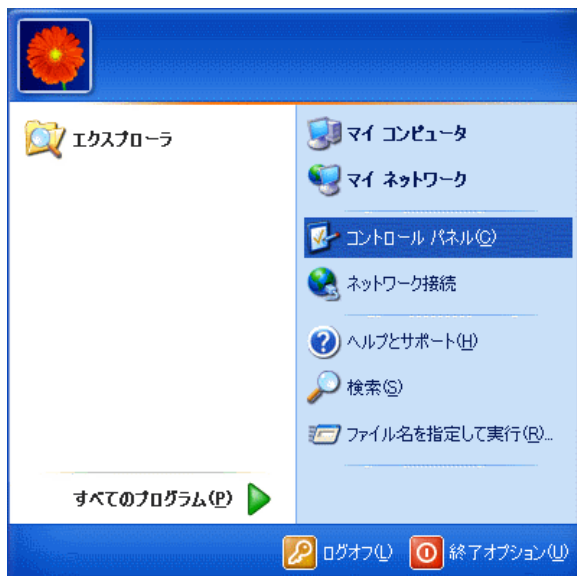 エクスプローラ
マイ コンピュータ
マイ ネットワーク
コントロール パネル(C)
ネットワーク接続
ヘルプとサポート(H)
検索(S)
ファイル名を指定して実行(R)...
すべてのプログラム(P)
ログオフ(L)
終了オプション(U)